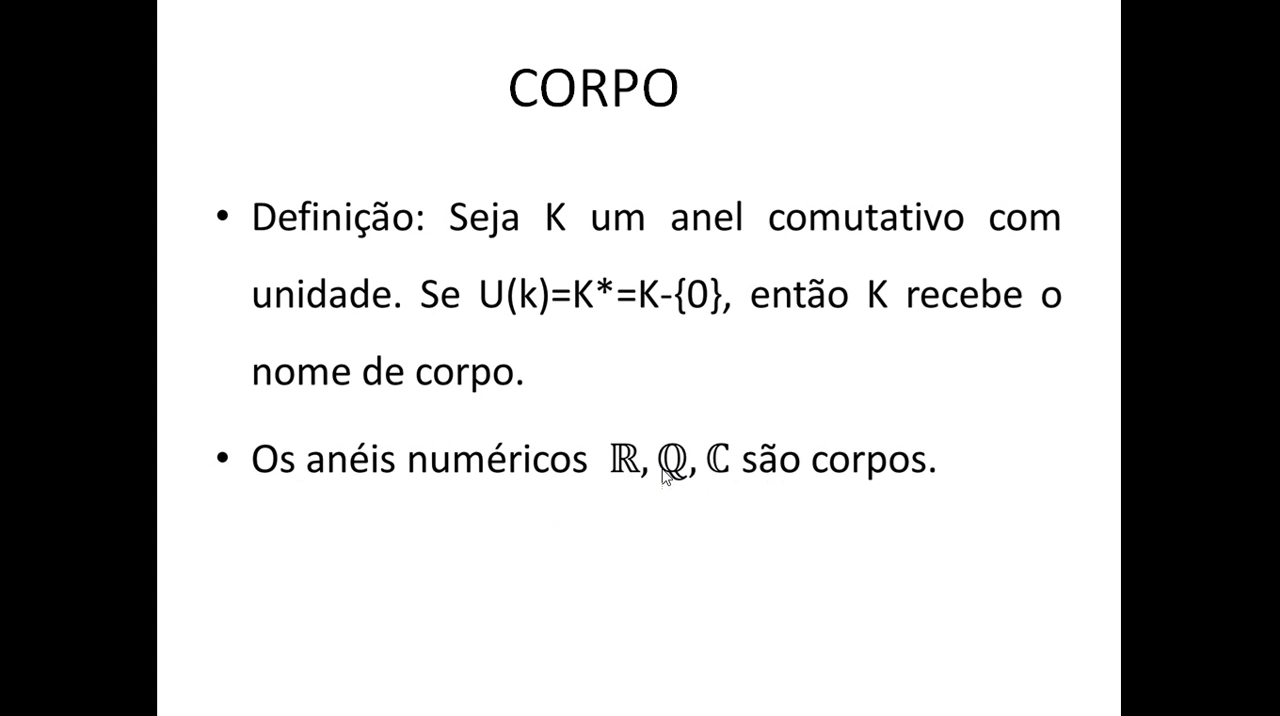 CORPO
• Definição: Seja K um anel comutativo com
unidade. Se U(k)=K*=K-{0}, então K recebe o
nome de corpo.
• Os anéis numéricos ℝ, ℚ, ℂ são corpos.